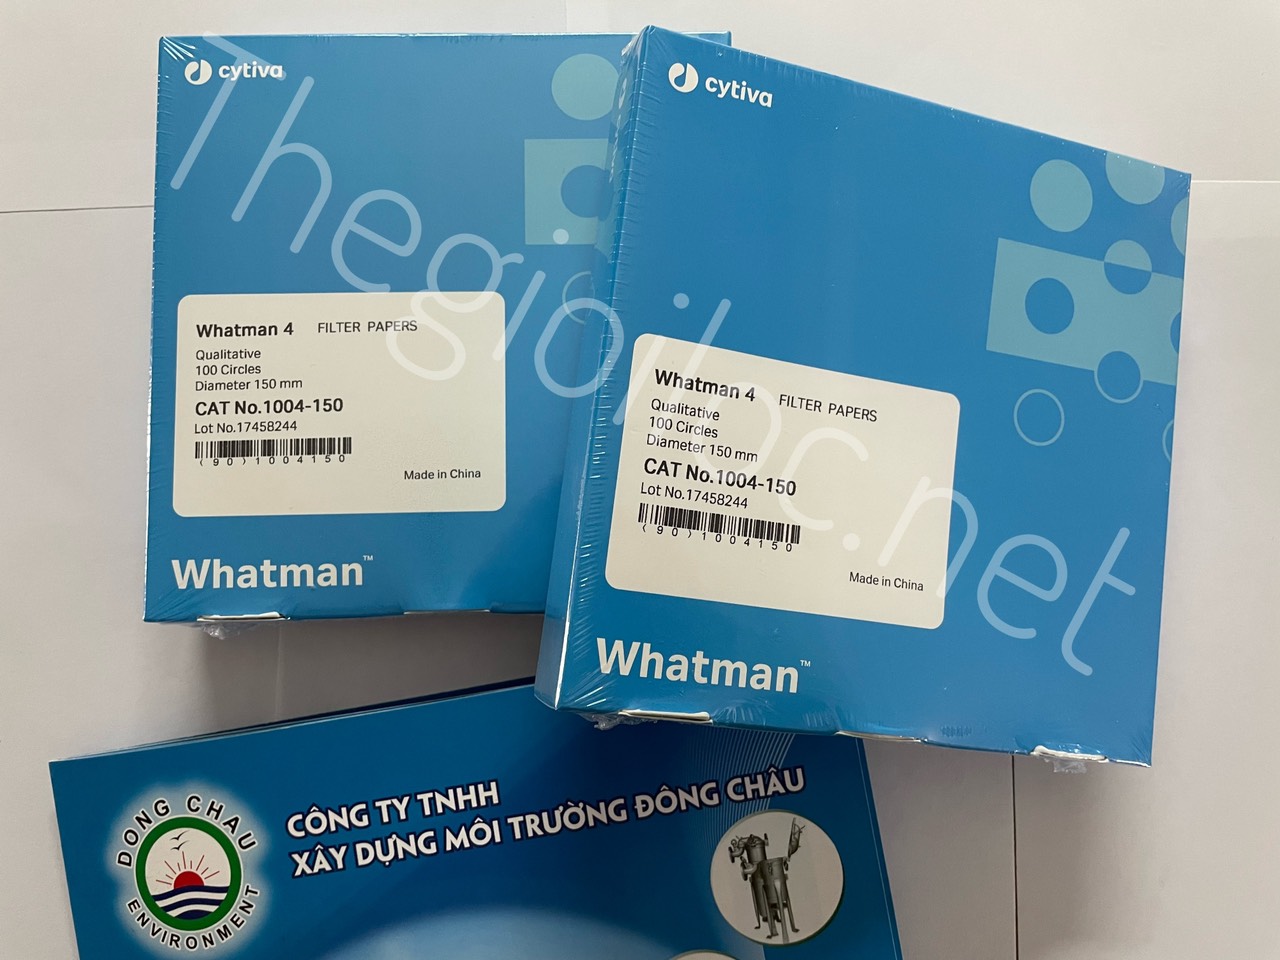 cytiva
Whatman 4 FILTER PAPERS
Qualitative
100 Circles
Diameter 150 mm
CAT No.1004-150
Lot No.17458244
(90)1004150
Made in China
Whatman™
cytiva
Whatman 4 FILTER PAPERS
Qualitative
100 Circles
Diameter 150 mm
CAT No.1004-150
Lot No.17458244
(90)1004150
Made in China
Whatman™
Thegioiloc.net
DONG CHAU
ENVIRONMENT
CÔNG TY TNHH
XÂY DỰNG MÔI TRƯỜNG ĐÔNG CHÂU